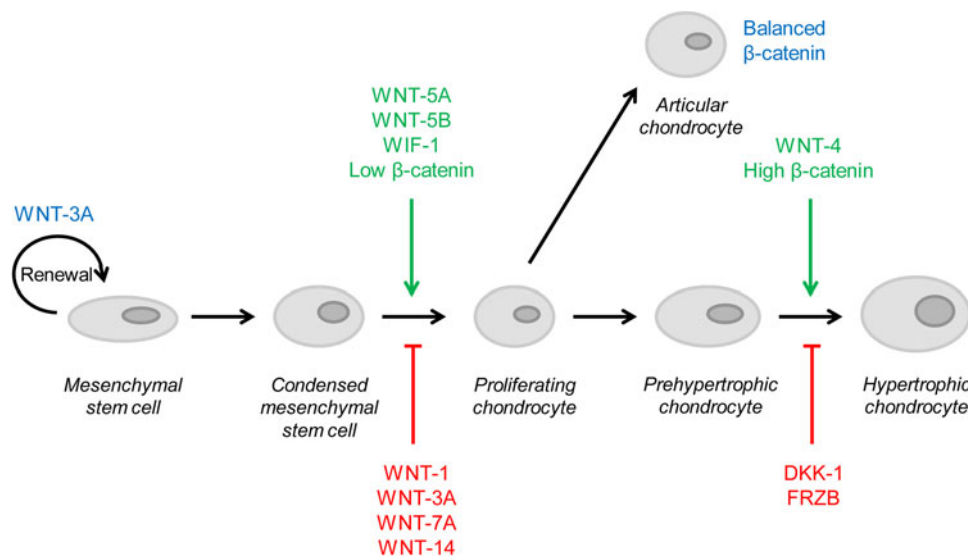 Balanced
β-catenin
Articular
chondrocyte
WNT-5A
WNT-5B
WIF-1
Low β-catenin
WNT-4
High β-catenin
WNT-3A
Renewal
Mesenchymal
stem cell
Condensed
mesenchymal
stem cell
Proliferating
chondrocyte
Prehypertrophic
chondrocyte
Hypertrophic
chondrocyte
WNT-1
WNT-3A
WNT-7A
WNT-14
DKK-1
FRZB